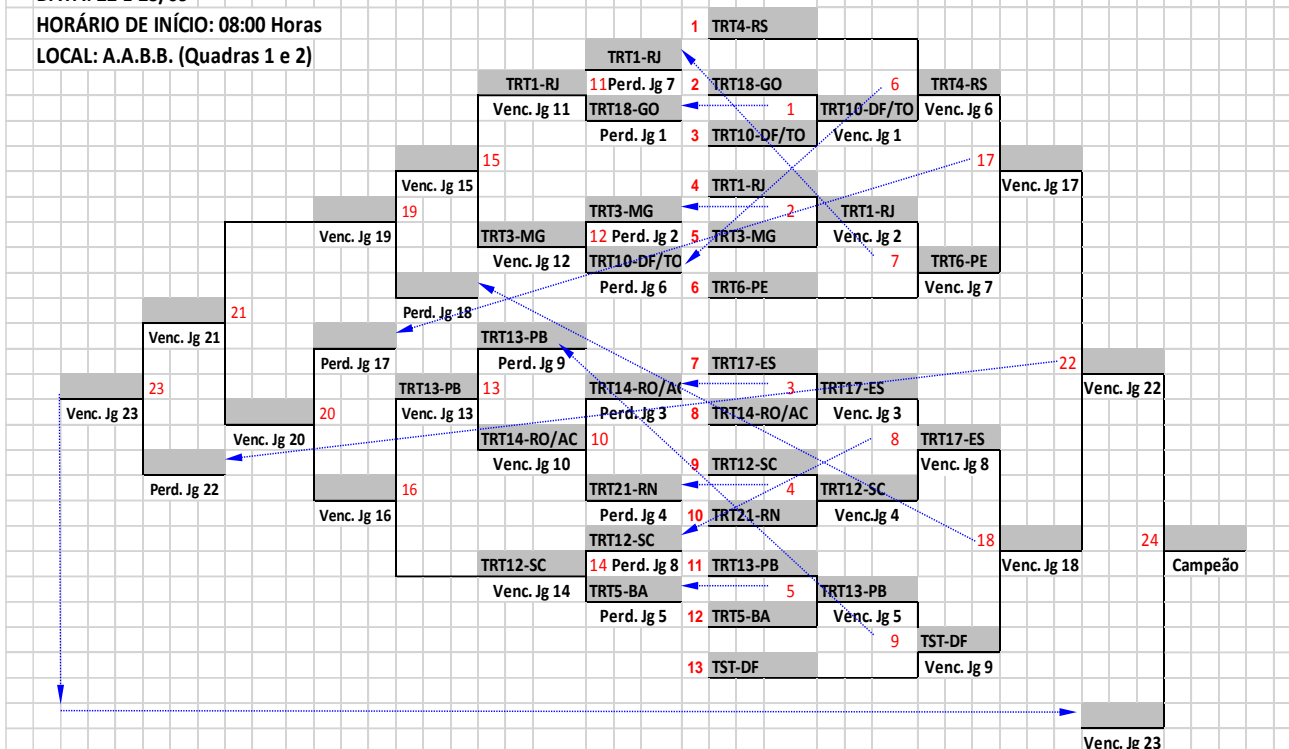 HORÁRIO DE INÍCIO: 08:00 Horas
LOCAL: A.A.B.B. (Quadras 1 e 2)
1 TRT4-RS
TRT1-RJ
TRT1-RJ 11 Perd. Jg 7 2 TRT18-GO 6 TRT4-RS
Venc. Jg 11 TRT18-GO 1 TRT10-DF/TO Venc. Jg 6
Perd. Jg 1 3 TRT10-DF/TO Venc. Jg 1
15 17
Venc. Jg 15 4 TRT1-RJ Venc. Jg 17
19 TRT3-MG 2 TRT1-RJ
Venc. Jg 19 TRT3-MG 12 Perd. Jg 2 5 TRT3-MG Venc. Jg 2
Venc. Jg 12 TRT10-DF/TO 7 TRT6-PE
Perd. Jg 6 6 TRT6-PE Venc. Jg 7
21 Perd. Jg 18
Venc. Jg 21 TRT13-PB
Perd. Jg 17 Perd. Jg 9 7 TRT17-ES 22
23 TRT13-PB 13 TRT14-RO/AC 3 TRT17-ES Venc. Jg 22
Venc. Jg 23 20 Venc. Jg 13 Perd. Jg 3 8 TRT14-RO/AC Venc. Jg 3
Venc. Jg 20 TRT14-RO/AC 10 8 TRT17-ES
Venc. Jg 10 9 TRT12-SC Venc. Jg 8
Perd. Jg 22 16 TRT21-RN 4 TRT12-SC
Venc. Jg 16 Perd. Jg 4 10 TRT21-RN Venc.Jg 4
TRT12-SC 18 24
TRT12-SC 14 Perd. Jg 8 11 TRT13-PB Venc. Jg 18 Campeão
Venc. Jg 14 TRT5-BA 5 TRT13-PB
Perd. Jg 5 12 TRT5-BA Venc. Jg 5
9 TST-DF
13 TST-DF Venc. Jg 9
Venc. Jg 23